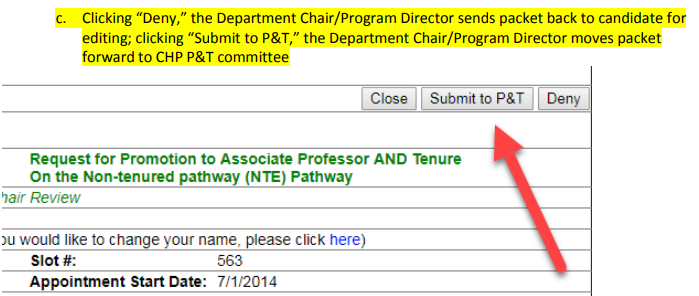 c. Clicking “Deny,” the Department Chair/Program Director sends packet back to candidate for
editing; clicking “Submit to P&T,” the Department Chair/Program Director moves packet
forward to CHP P&T committee
Close Submit to P&T Deny
Request for Promotion to Associate Professor AND Tenure
On the Non-tenured pathway (NTE) Pathway
hair Review
ou would like to change your name, please click here)
Slot #: 563
Appointment Start Date: 7/1/2014